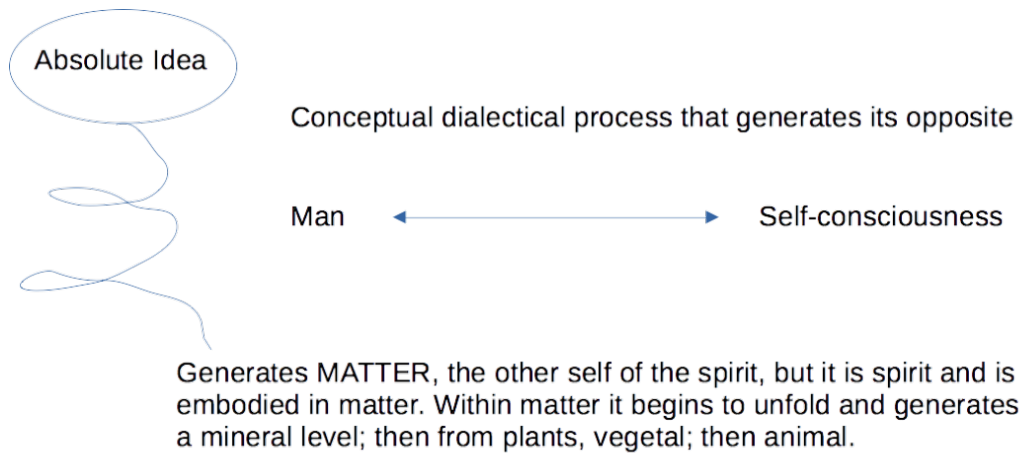 Absolute Idea
Conceptual dialectical process that generates its opposite
Man
Self-consciousness
Generates MATTER, the other self of the spirit, but it is spirit and is
embodied in matter. Within matter it begins to unfold and generates
a mineral level; then from plants, vegetal; then animal.